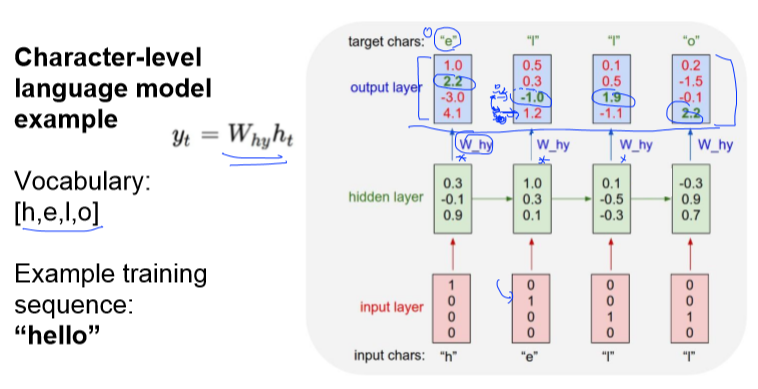 Character-level
language model
example
y_t = W_{hy}h_t
Vocabulary:
[h,e,l,o]
Example training
sequence:
“hello”
target chars: “e” “l” “l” “o”
output layer
1.0 0.5 0.1 0.2
2.2 0.3 0.5 -1.5
-3.0 -1.0 1.9 -0.1
4.1 1.2 -1.1 2.2
W_hy W_hy W_hy W_hy
hidden layer
0.3 1.0 0.1 -0.3
-0.1 0.3 -0.5 0.9
0.9 0.1 -0.3 0.7
input layer
1 0 0 0
0 1 0 0
0 0 1 1
0 0 0 0
input chars: “h” “e” “l” “l”